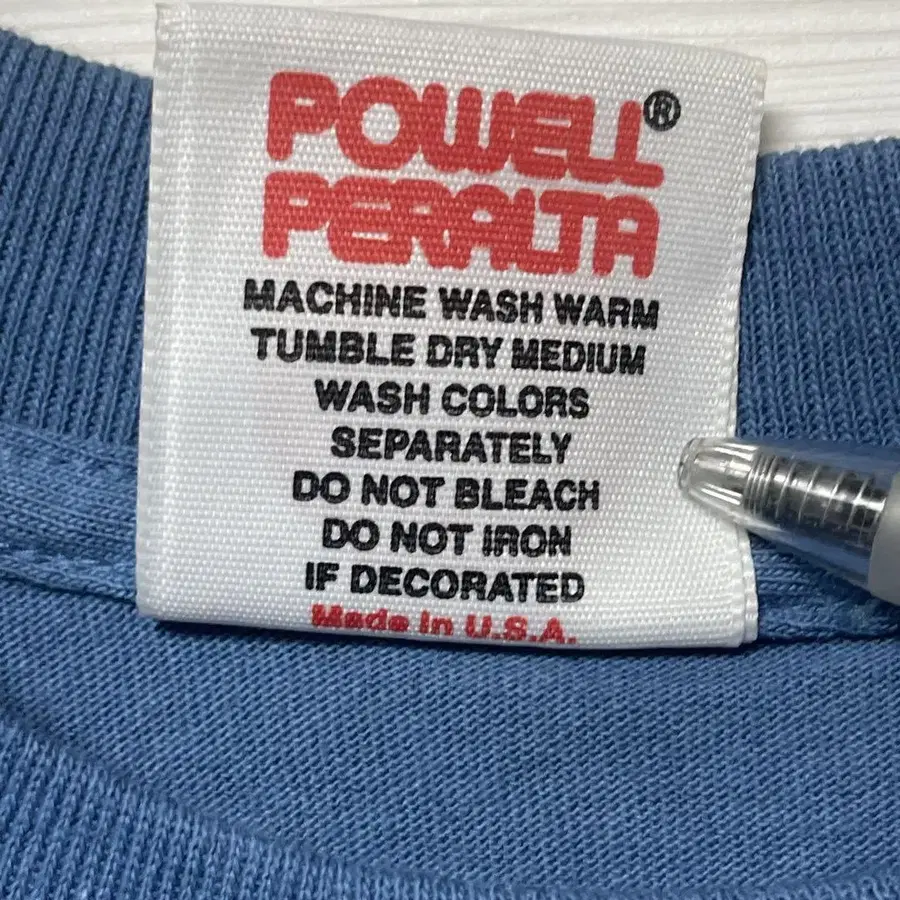 POWELL®
PERALTA
MACHINE WASH WARM
TUMBLE DRY MEDIUM
WASH COLORS
SEPARATELY
DO NOT BLEACH
DO NOT IRON
IF DECORATED
Made in U.S.A.